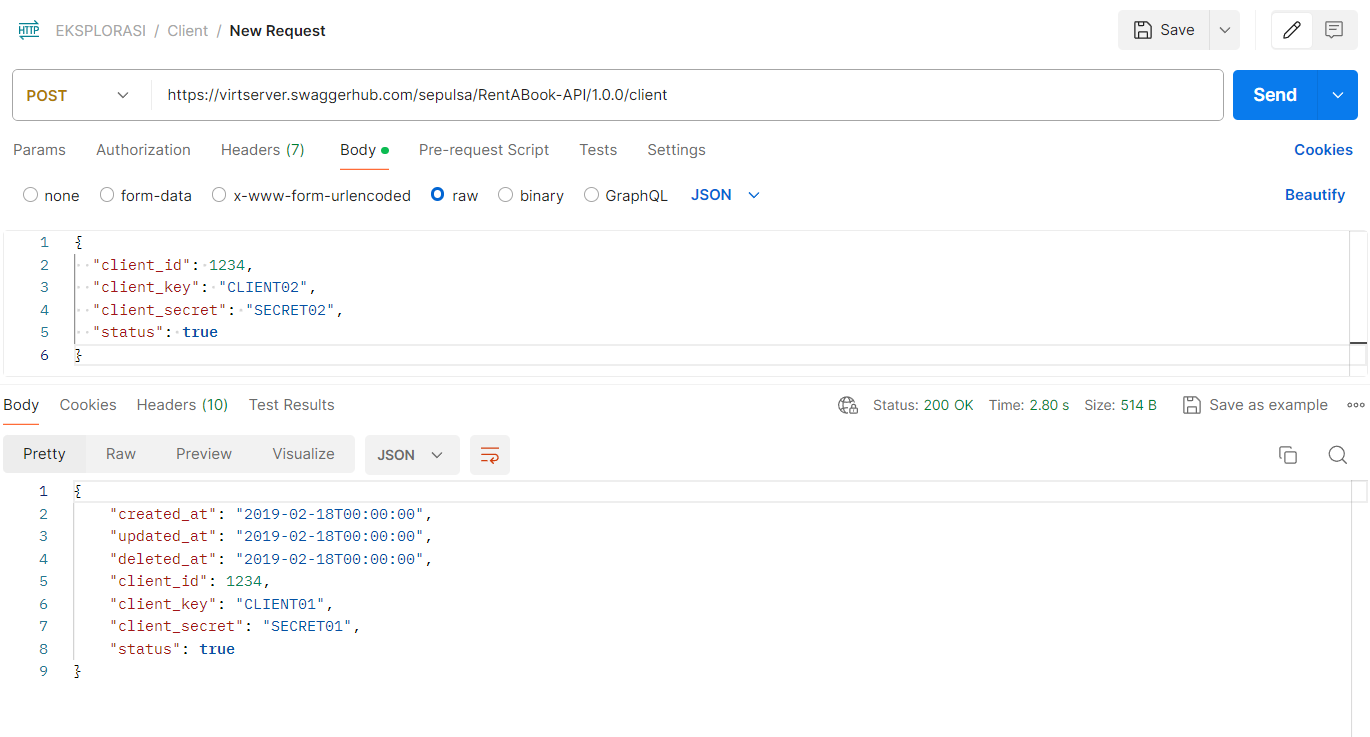 HTTP EKSPLORASI / Client / New Request Save
POST https://virtserver.swaggerhub.com/sepulsa/RentABook-API/1.0.0/client Send
Params Authorization Headers (7) Body Pre-request Script Tests Settings Cookies
none form-data x-www-form-urlencoded raw binary GraphQL JSON Beautify
1 {
2 "client_id": 1234,
3 "client_key": "CLIENT02",
4 "client_secret": "SECRET02",
5 "status": true
6 }
Body Cookies Headers (10) Test Results Status: 200 OK Time: 2.80 s Size: 514 B Save as example
Pretty Raw Preview Visualize JSON
1 {
2 "created_at": "2019-02-18T00:00:00",
3 "updated_at": "2019-02-18T00:00:00",
4 "deleted_at": "2019-02-18T00:00:00",
5 "client_id": 1234,
6 "client_key": "CLIENT01",
7 "client_secret": "SECRET01",
8 "status": true
9 }